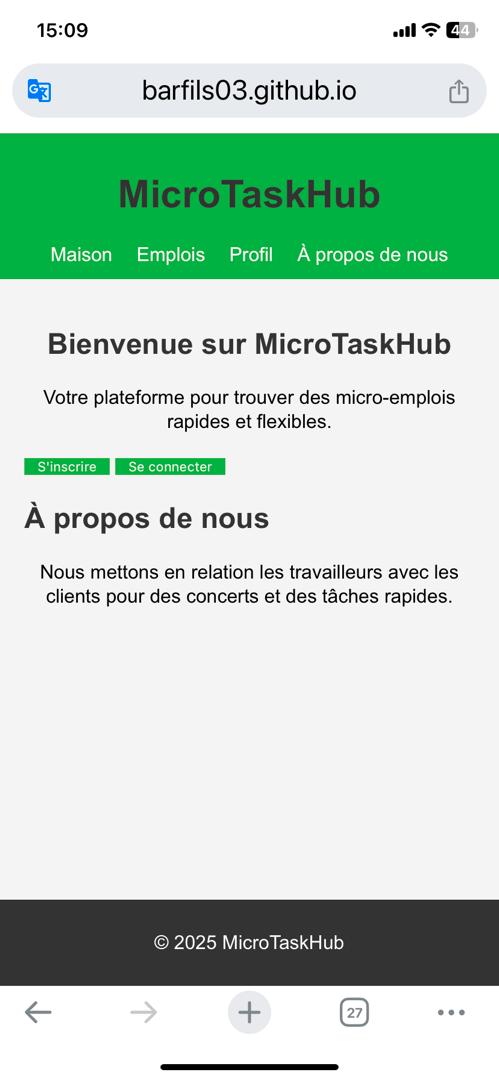 15:09
44
barfils03.github.io
MicroTaskHub
Maison Emplois Profil À propos de nous
Bienvenue sur MicroTaskHub
Votre plateforme pour trouver des micro-emplois
rapides et flexibles.
S'inscrire Se connecter
À propos de nous
Nous mettons en relation les travailleurs avec les
clients pour des concerts et des tâches rapides.
© 2025 MicroTaskHub
27